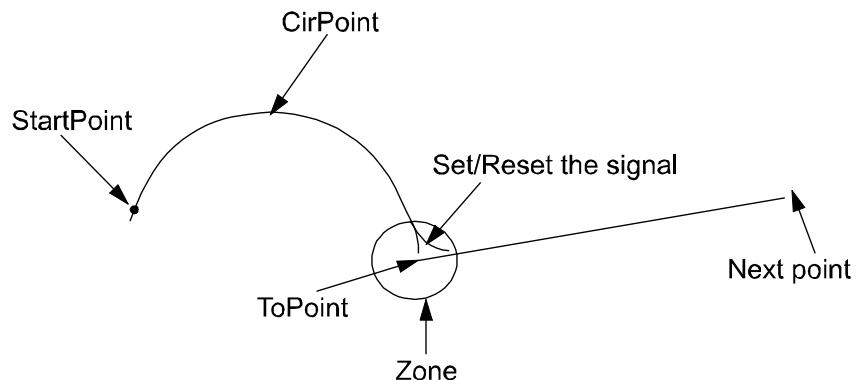 CirPoint
StartPoint
Set/Reset the signal
Next point
ToPoint
Zone